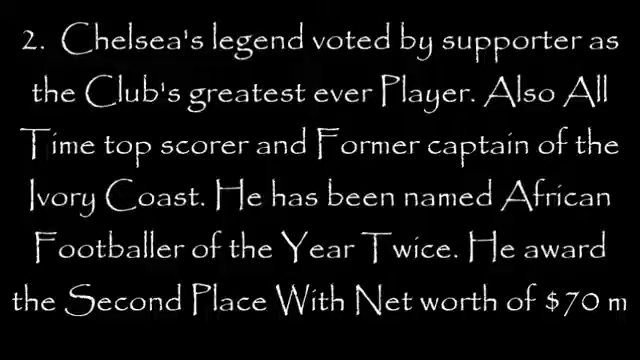 2. Chelsea's legend voted by supporter as
the Club's greatest ever Player. Also All
Time top scorer and Former captain of the
Ivory Coast. He has been named African
Footballer of the Year Twice. He award
the Second Place With Net worth of $70 m